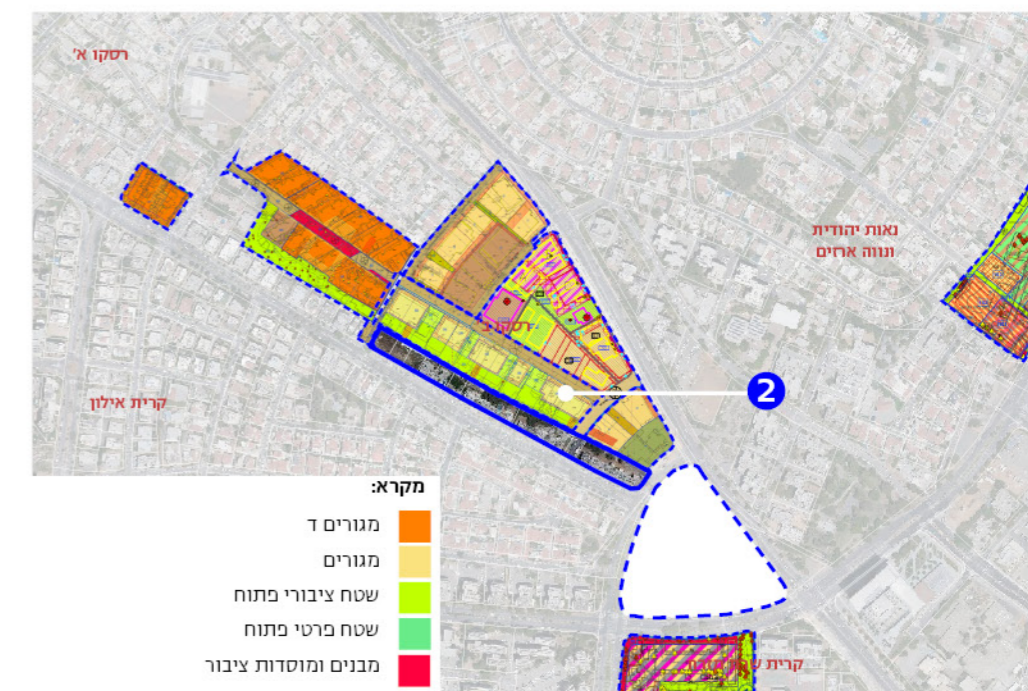 רסקו א'
נאות יהודית
ונווה ארזים
רסקו ב'
2
קרית אילון
מקרא:
מגורים ד
מגורים
שטח ציבורי פתוח
שטח פרטי פתוח
מבנים ומוסדות ציבור
קרית